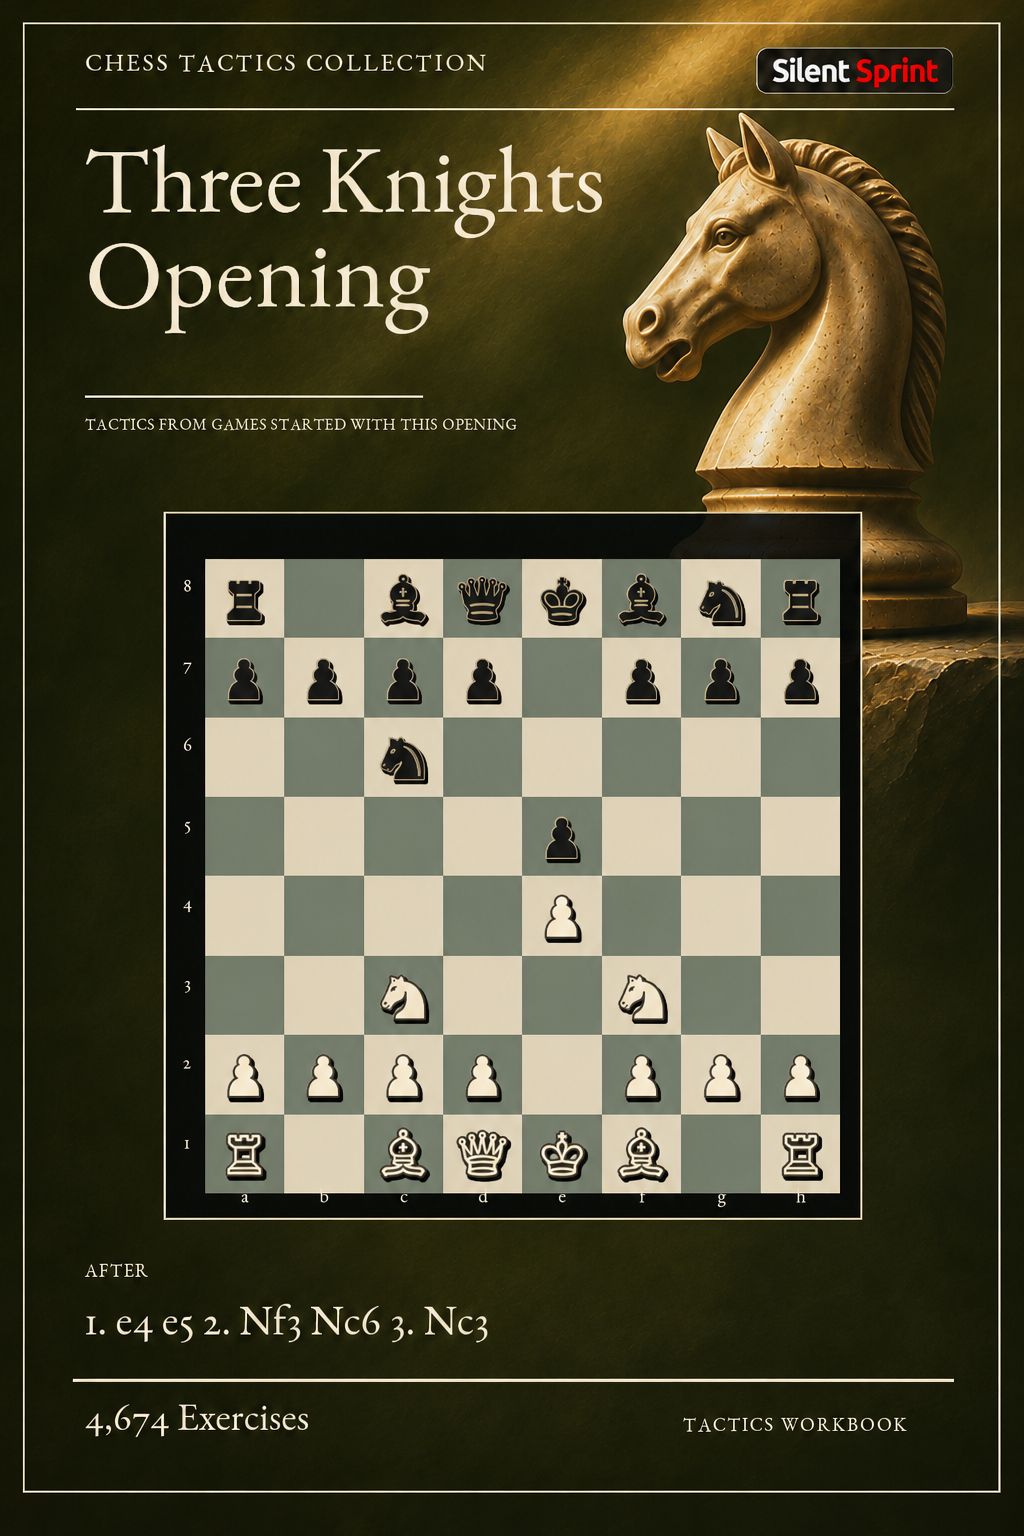 CHESS TACTICS COLLECTION
Silent Sprint
Three Knights
Opening
TACTICS FROM GAMES STARTED WITH THIS OPENING
8
7
6
5
4
3
2
1
a b c d e f g h
AFTER
1. e4 e5 2. Nf3 Nc6 3. Nc3
4,674 Exercises
TACTICS WORKBOOK